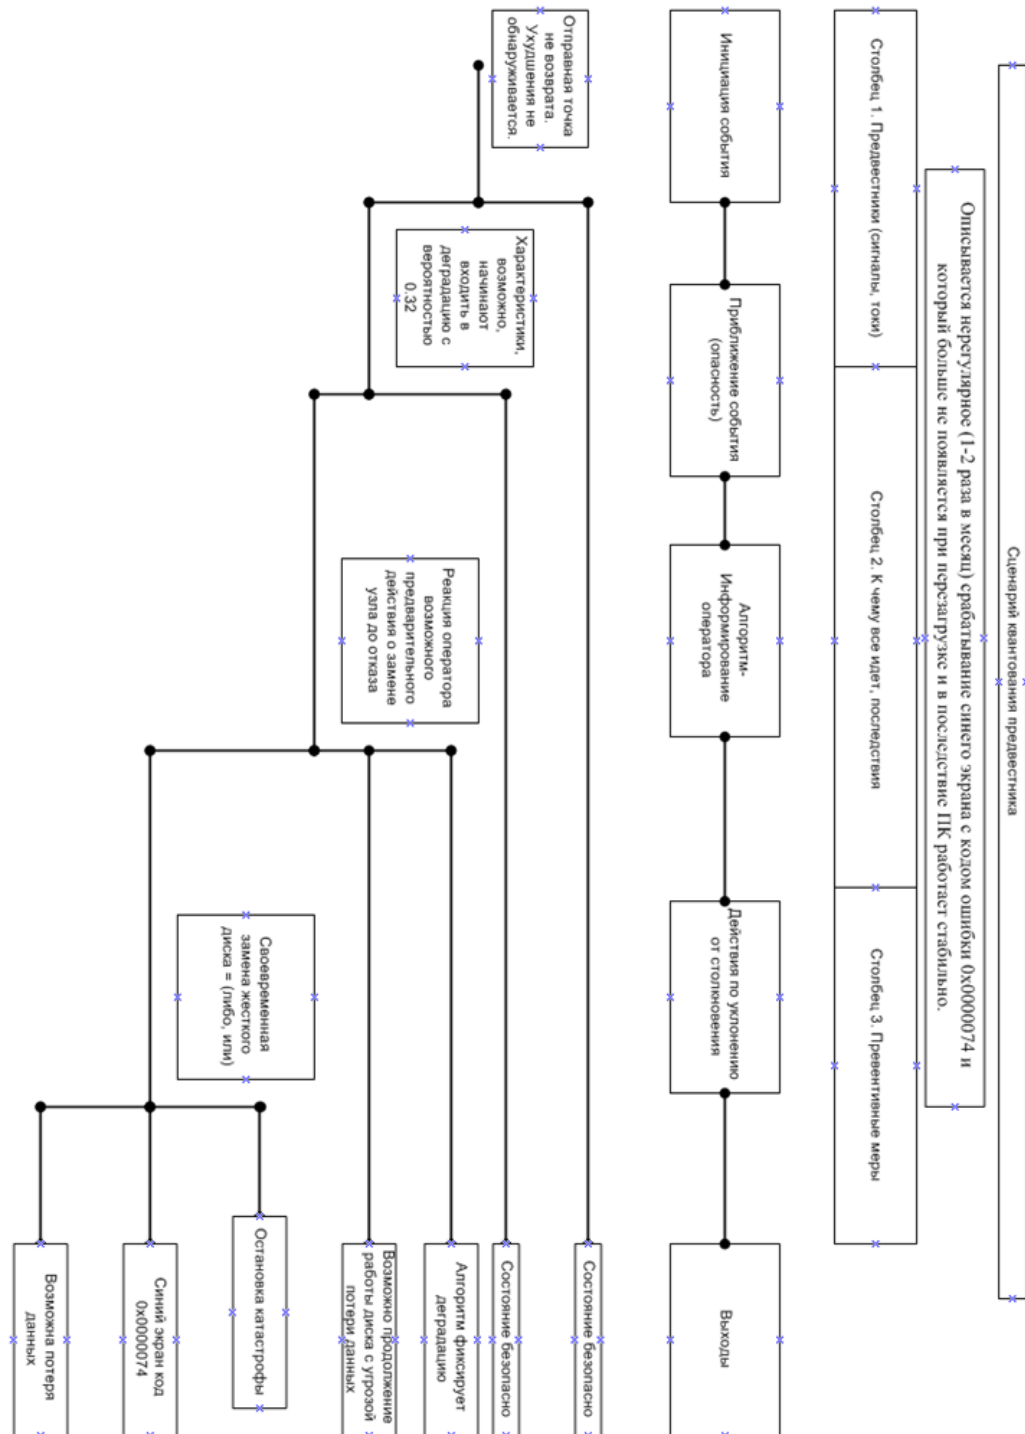 Сценарий квантования предвестника
Описывается нерегулярное (1-2 раза в месяц) срабатывание синего экрана с кодом ошибки 0x0000074 и
который больше не появляется при перезагрузке и в последствие ПК работает стабильно.
Столбец 1. Предвестники (сигналы, токи)
Столбец 2. К чему все идет, последствия
Столбец 3. Превентивные меры
Инициация события
Приближение события
(опасность)
Алгоритм-
Информирование
оператора
Действия по уклонению
от столкновения
Выходы
Отправная точка
не возврата.
Ухудшения не
обнаруживается.
Состояние безопасно
Характеристики,
возможно,
начинают
входить в
деградацию с
вероятностью
0.32
Состояние безопасно
Реакция оператора
возможного
предварительного
действия о замене
узла до отказа
Алгоритм фиксирует
деградацию
Возможно продолжение
работы диска с угрозой
потери данных
Своевременная
замена жесткого
диска = (либо, или)
Остановка катастрофы
Синий экран код
0x0000074
Возможна потеря
данных